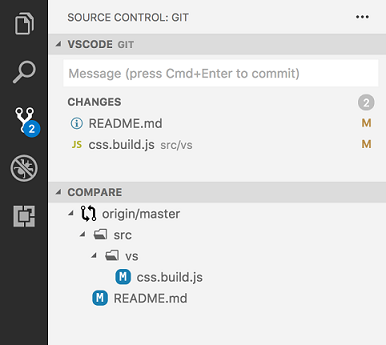 SOURCE CONTROL: GIT
VSCODE GIT
Message (press Cmd+Enter to commit)
CHANGES 2
README.md M
2
JS css.build.js src/vs M
COMPARE
origin/master
src
vs
M css.build.js
M README.md